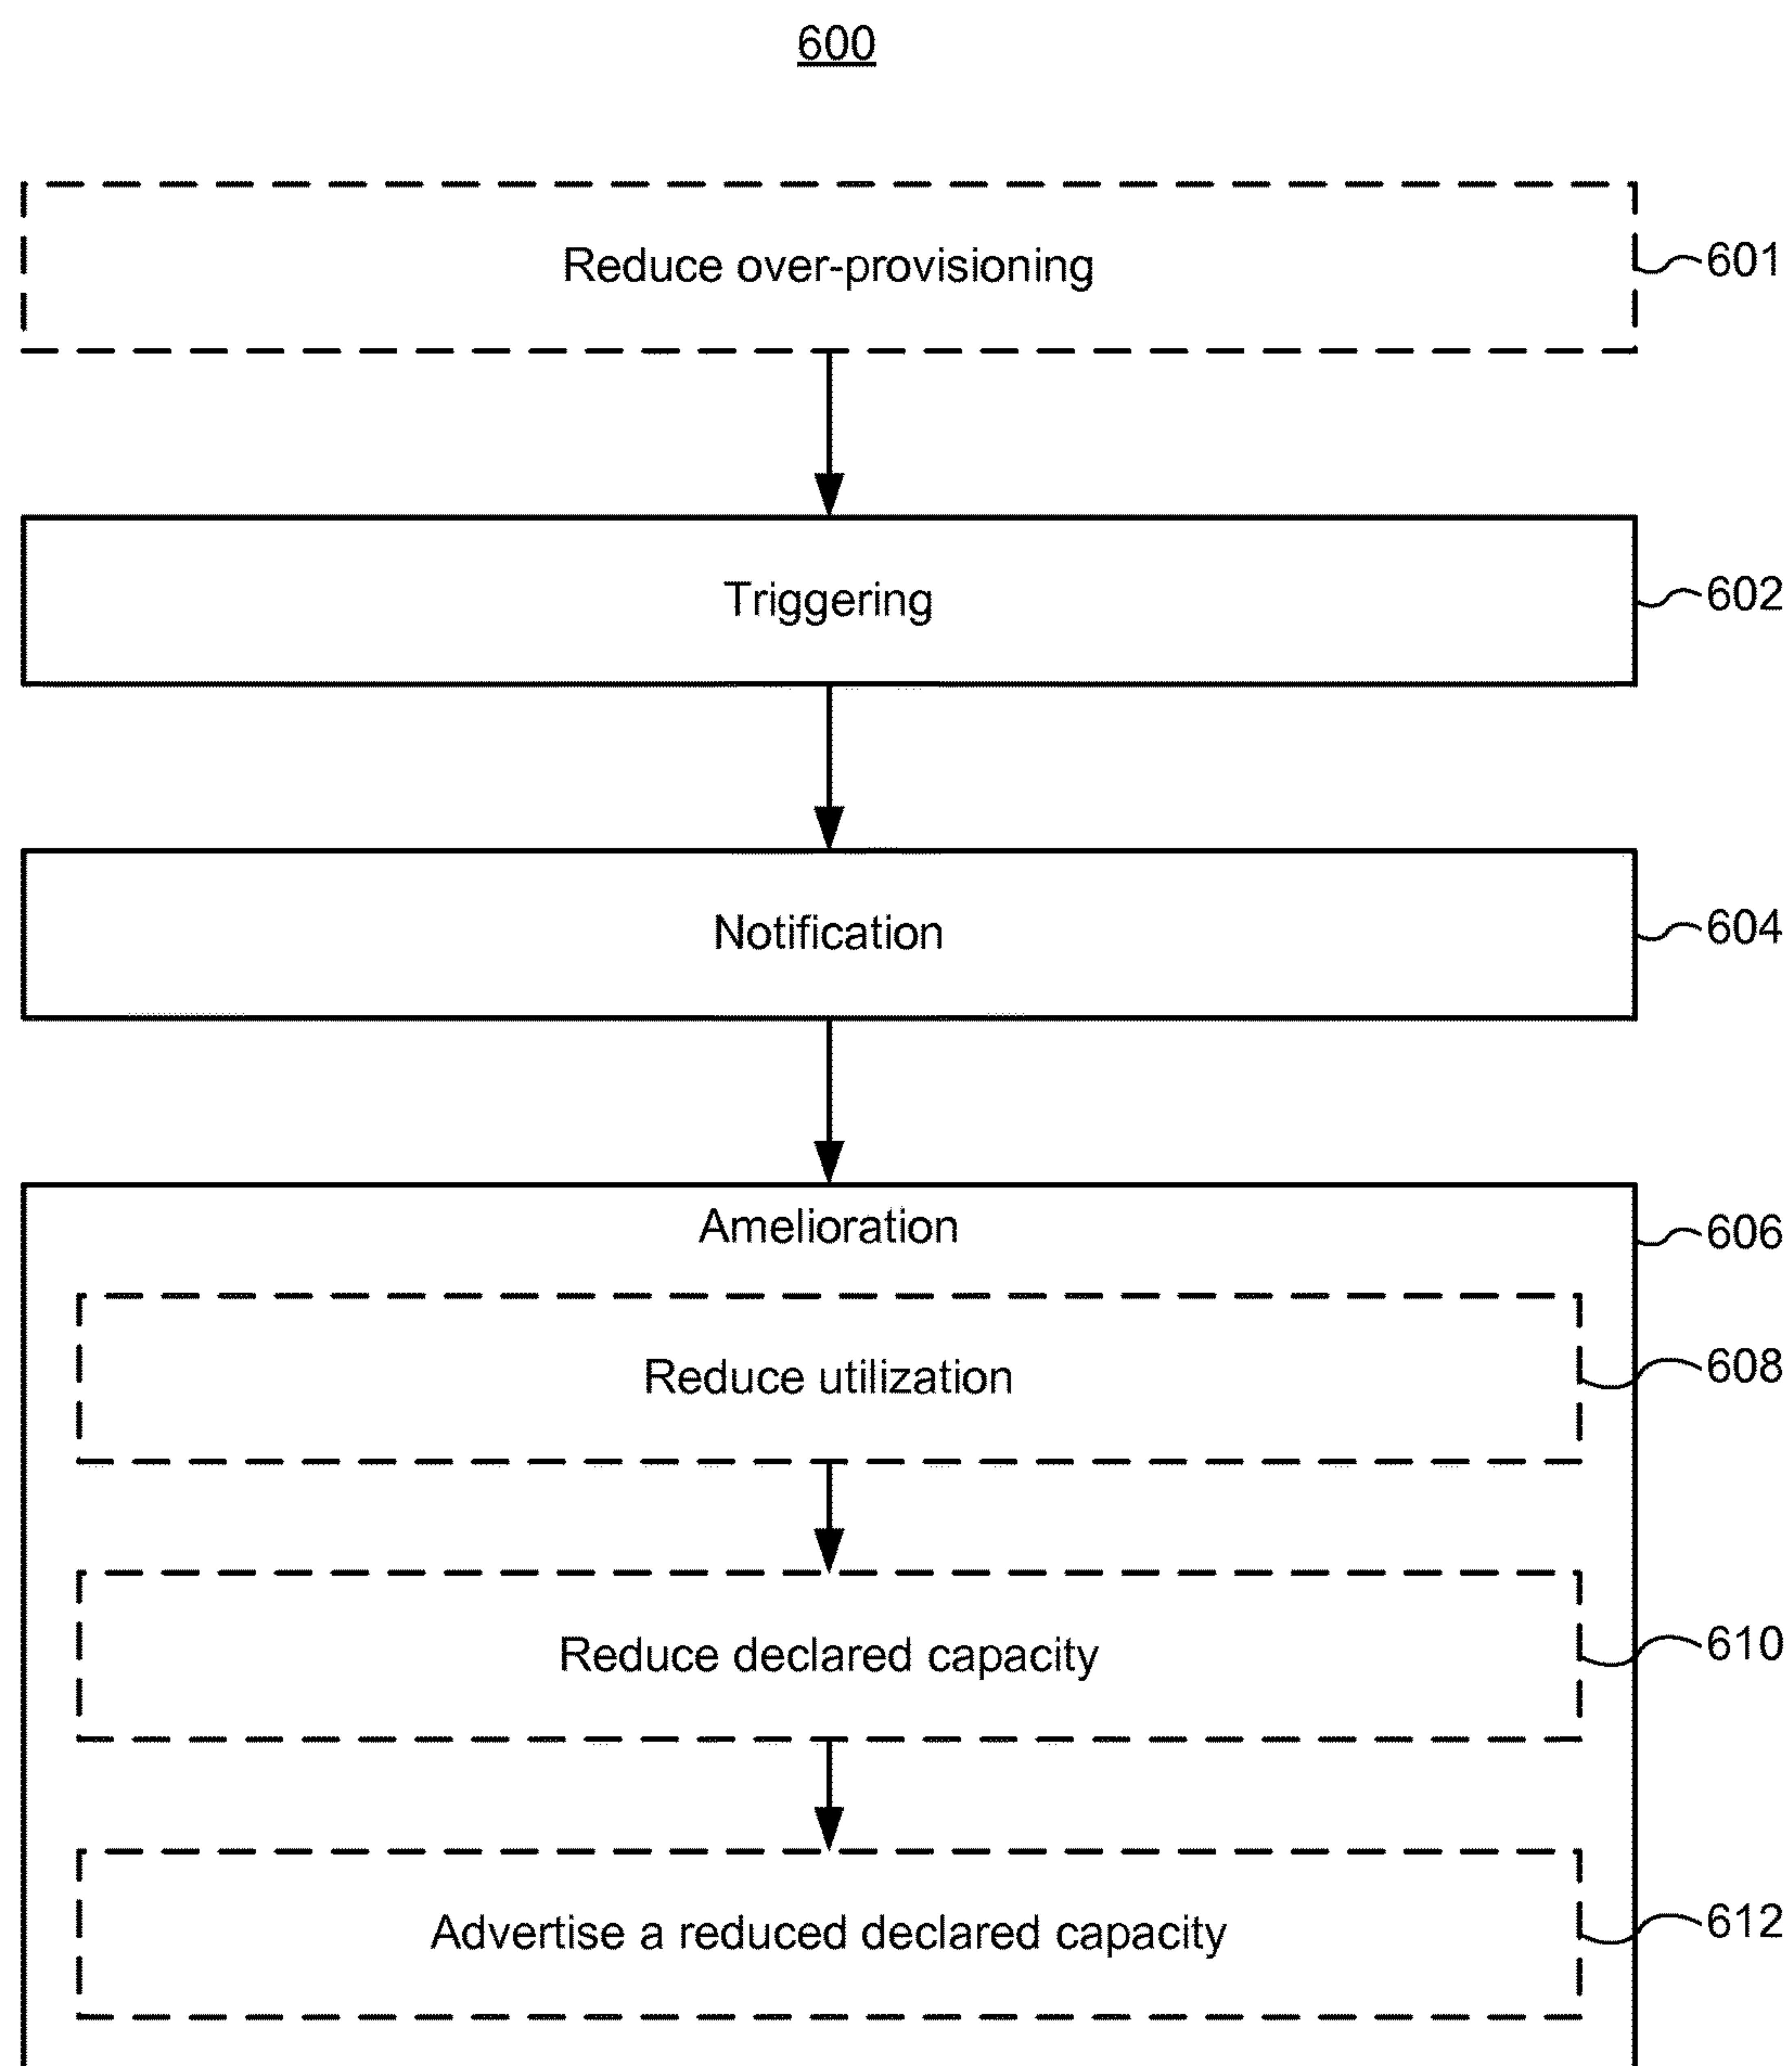 600
Reduce over-provisioning
601
Triggering
602
Notification
604
Amelioration
606
Reduce utilization
608
Reduce declared capacity
610
Advertise a reduced declared capacity
612